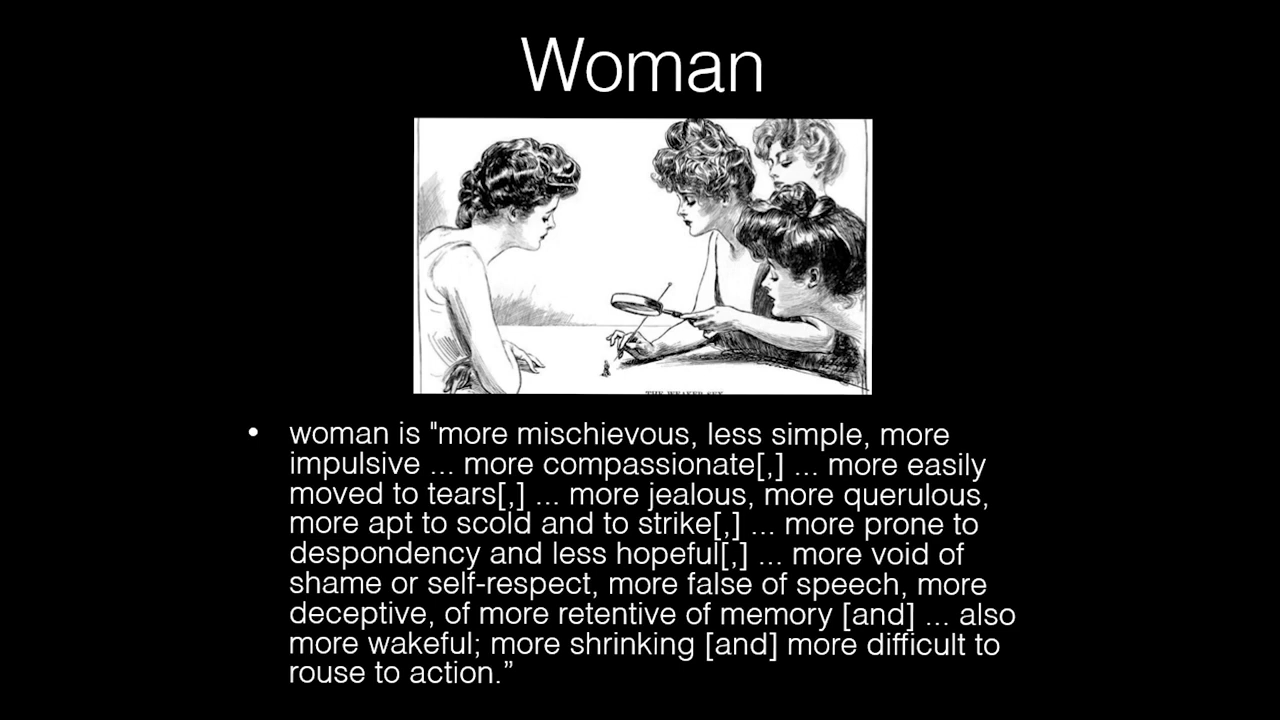 Woman
THE WEAKER SEX
• woman is "more mischievous, less simple, more
impulsive ... more compassionate[,] ... more easily
moved to tears[,] ... more jealous, more querulous,
more apt to scold and to strike[,] ... more prone to
despondency and less hopeful[,] ... more void of
shame or self-respect, more false of speech, more
deceptive, of more retentive of memory [and] ... also
more wakeful; more shrinking [and] more difficult to
rouse to action.”